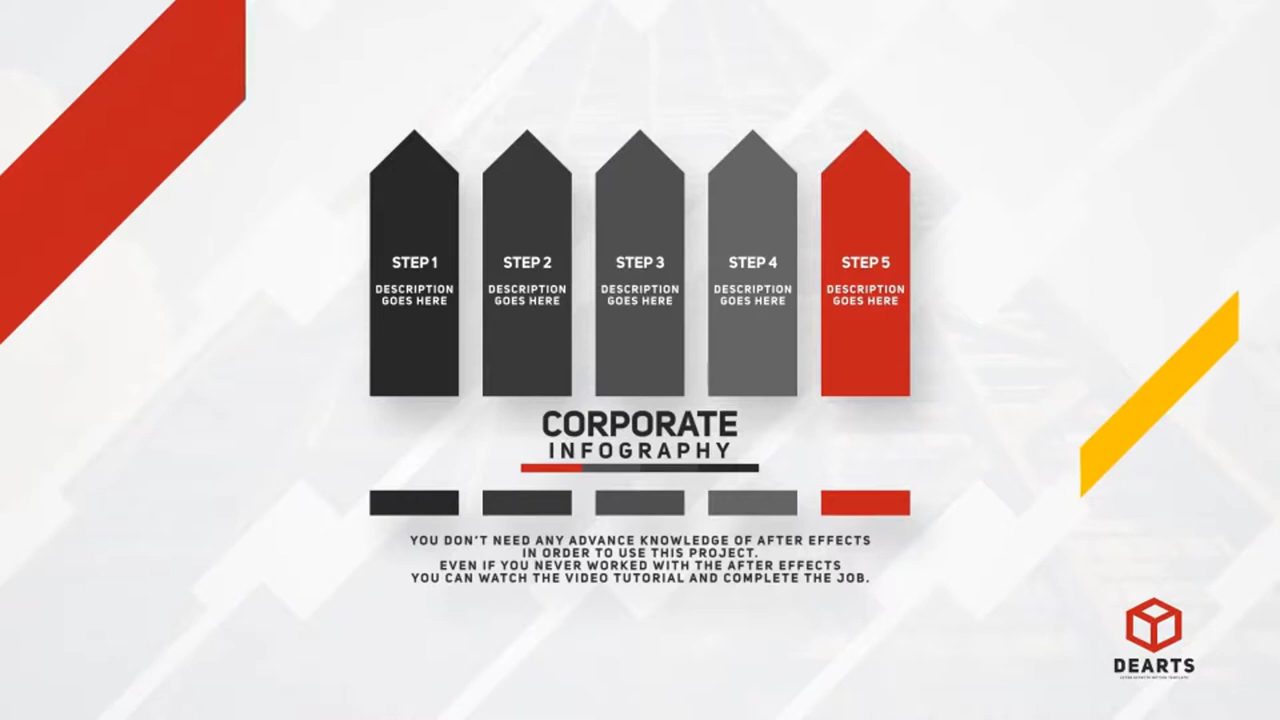 STEP 1
DESCRIPTION
GOES HERE
STEP 2
DESCRIPTION
GOES HERE
STEP 3
DESCRIPTION
GOES HERE
STEP 4
DESCRIPTION
GOES HERE
STEP 5
DESCRIPTION
GOES HERE
CORPORATE
INFOGRAPHY
YOU DON'T NEED ANY ADVANCE KNOWLEDGE OF AFTER EFFECTS
IN ORDER TO USE THIS PROJECT.
EVEN IF YOU NEVER WORKED WITH THE AFTER EFFECTS
YOU CAN WATCH THE VIDEO TUTORIAL AND COMPLETE THE JOB.
DEARTS